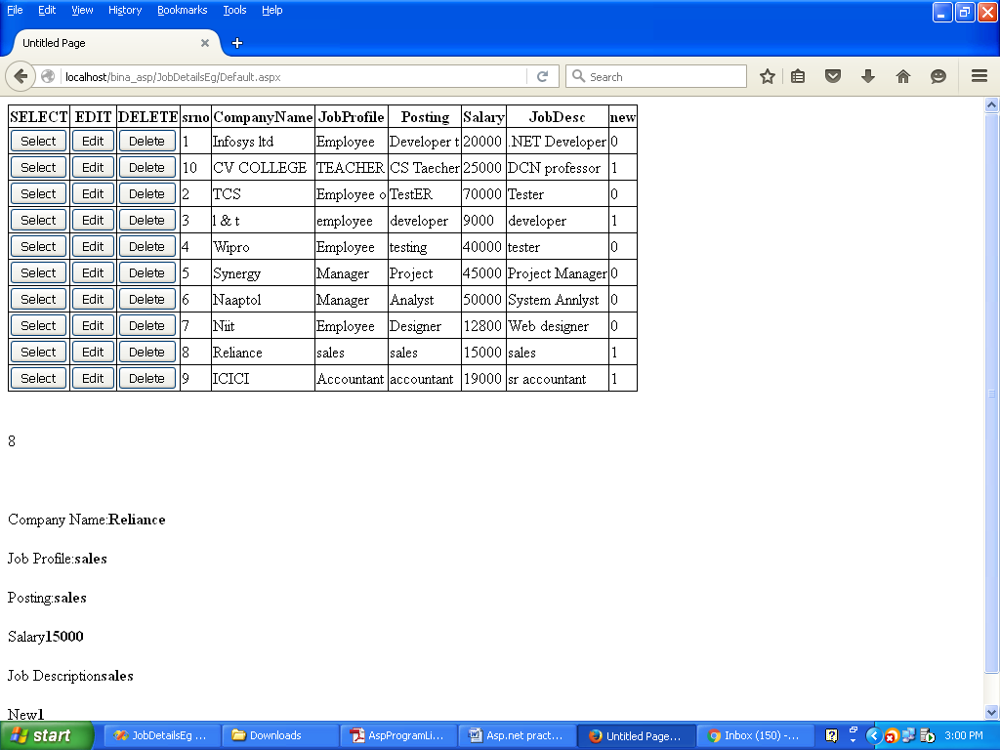 File Edit View History Bookmarks Tools Help
Untitled Page
localhost/bina_asp/JobDetailsEg/Default.aspx Search
SELECT EDIT DELETE srno CompanyName JobProfile Posting Salary JobDesc new
Select Edit Delete 1 Infosys ltd Employee Developer t 20000 .NET Developer 0
Select Edit Delete 10 CV COLLEGE TEACHER CS Taecher 25000 DCN professor 1
Select Edit Delete 2 TCS Employee o TestER 70000 Tester 0
Select Edit Delete 3 l & t employee developer 9000 developer 1
Select Edit Delete 4 Wipro Employee testing 40000 tester 0
Select Edit Delete 5 Synergy Manager Project 45000 Project Manager 0
Select Edit Delete 6 Naaptol Manager Analyst 50000 System Annlyst 0
Select Edit Delete 7 Niit Employee Designer 12800 Web designer 0
Select Edit Delete 8 Reliance sales sales 15000 sales 1
Select Edit Delete 9 ICICI Accountant accountant 19000 sr accountant 1
8
Company Name:Reliance
Job Profile:sales
Posting:sales
Salary15000
Job Descriptionsales
New1
start JobDetailsEg ... Downloads AspProgramLi... Asp.net pract... Untitled Page... Inbox (150) -... 3:00 PM